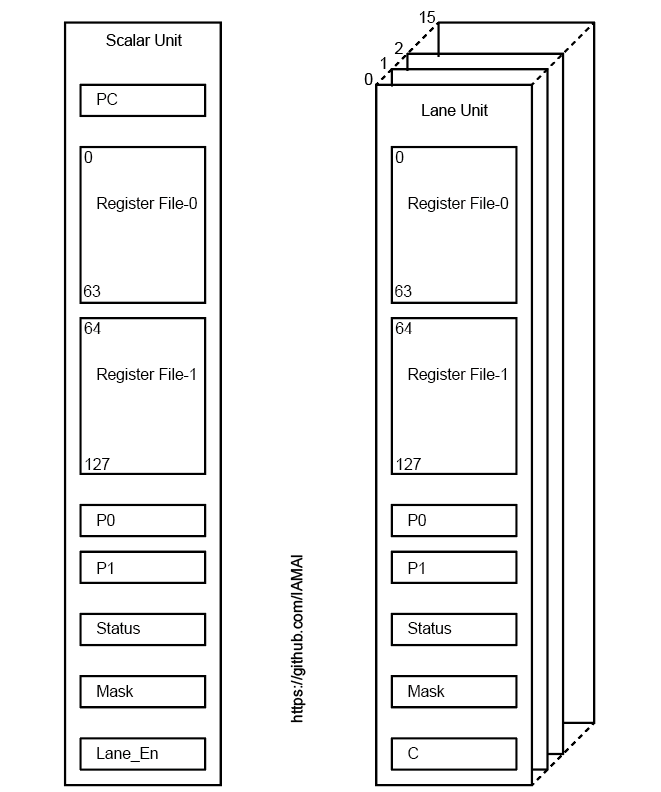 Scalar Unit
PC
0
Register File-0
63
64
Register File-1
127
P0
P1
Status
Mask
Lane_En
https://github.com/IAMAI
15
2
1
0
Lane Unit
0
Register File-0
63
64
Register File-1
127
P0
P1
Status
Mask
C